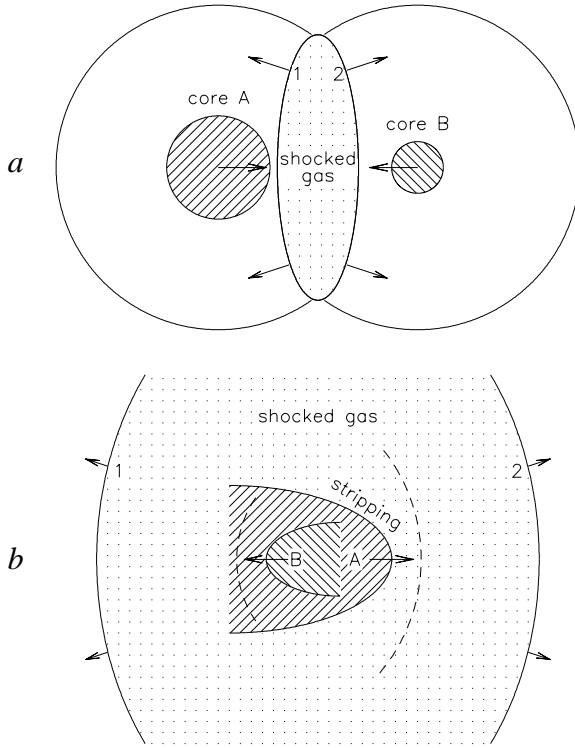 1 2
core A
core B
a
shocked
gas
shocked gas
1 2
stripping
b
B A